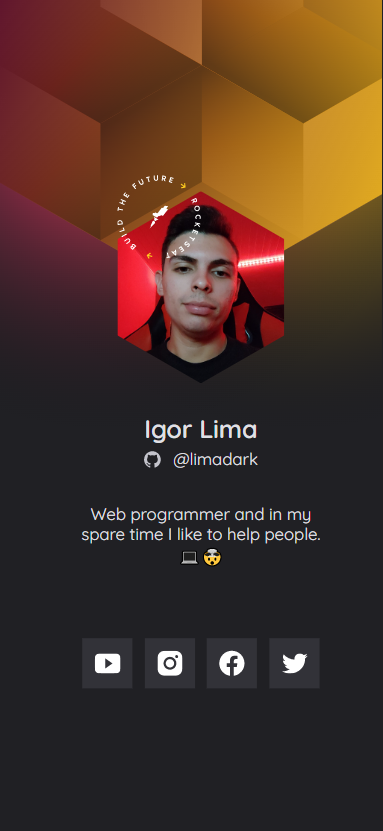 BUILD THE FUTURE → ROCKETSEAT →
Igor Lima
@limadark
Web programmer and in my
spare time I like to help people.
💻 🤯